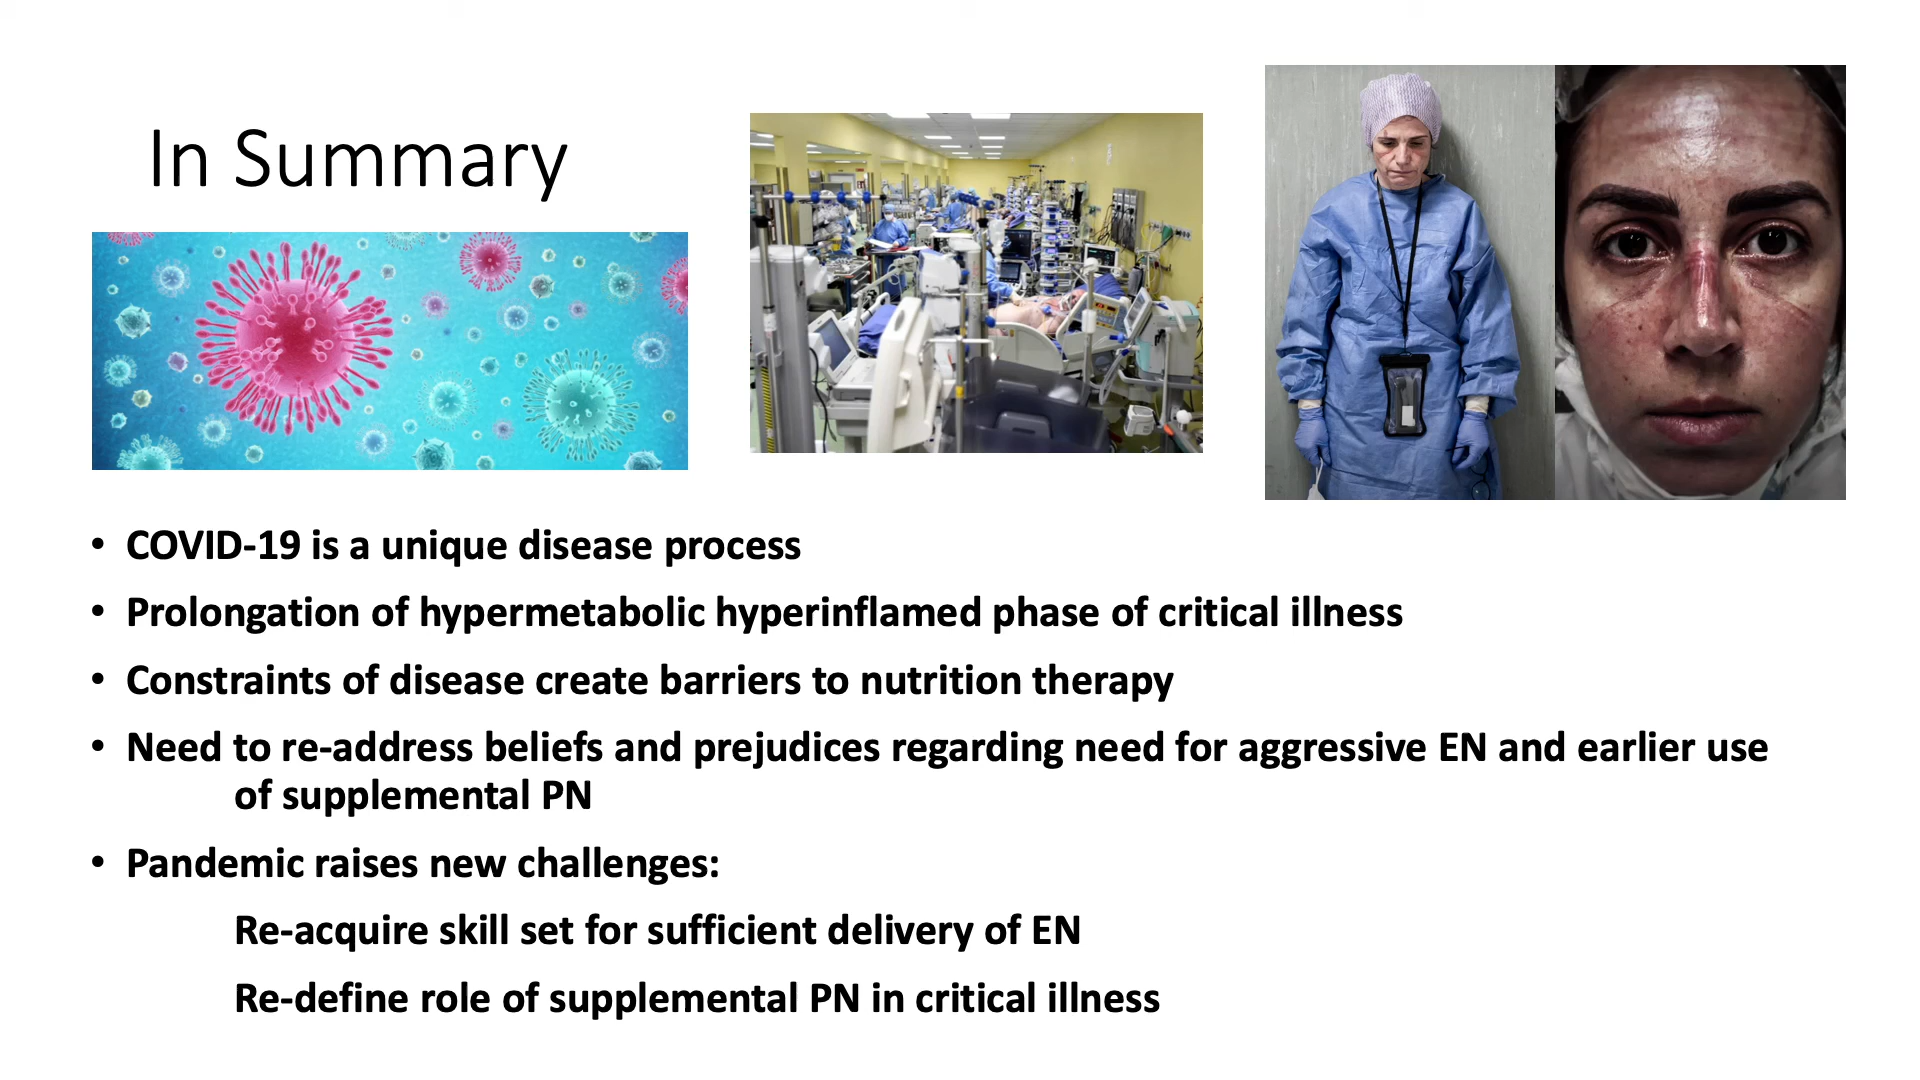 In Summary
• COVID-19 is a unique disease process
• Prolongation of hypermetabolic hyperinflamed phase of critical illness
• Constraints of disease create barriers to nutrition therapy
• Need to re-address beliefs and prejudices regarding need for aggressive EN and earlier use
of supplemental PN
• Pandemic raises new challenges:
Re-acquire skill set for sufficient delivery of EN
Re-define role of supplemental PN in critical illness